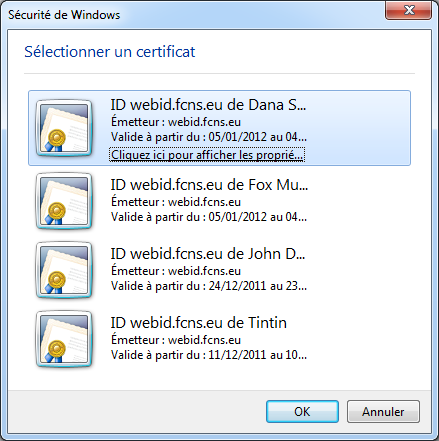 Sécurité de Windows
Sélectionner un certificat
ID webid.fcns.eu de Dana S...
Émetteur : webid.fcns.eu
Valide à partir du : 05/01/2012 au 04...
Cliquez ici pour afficher les proprié...
ID webid.fcns.eu de Fox Mu...
Émetteur : webid.fcns.eu
Valide à partir du : 05/01/2012 au 04...
ID webid.fcns.eu de John D...
Émetteur : webid.fcns.eu
Valide à partir du : 24/12/2011 au 23...
ID webid.fcns.eu de Tintin
Émetteur : webid.fcns.eu
Valide à partir du : 11/12/2011 au 10...
OK
Annuler